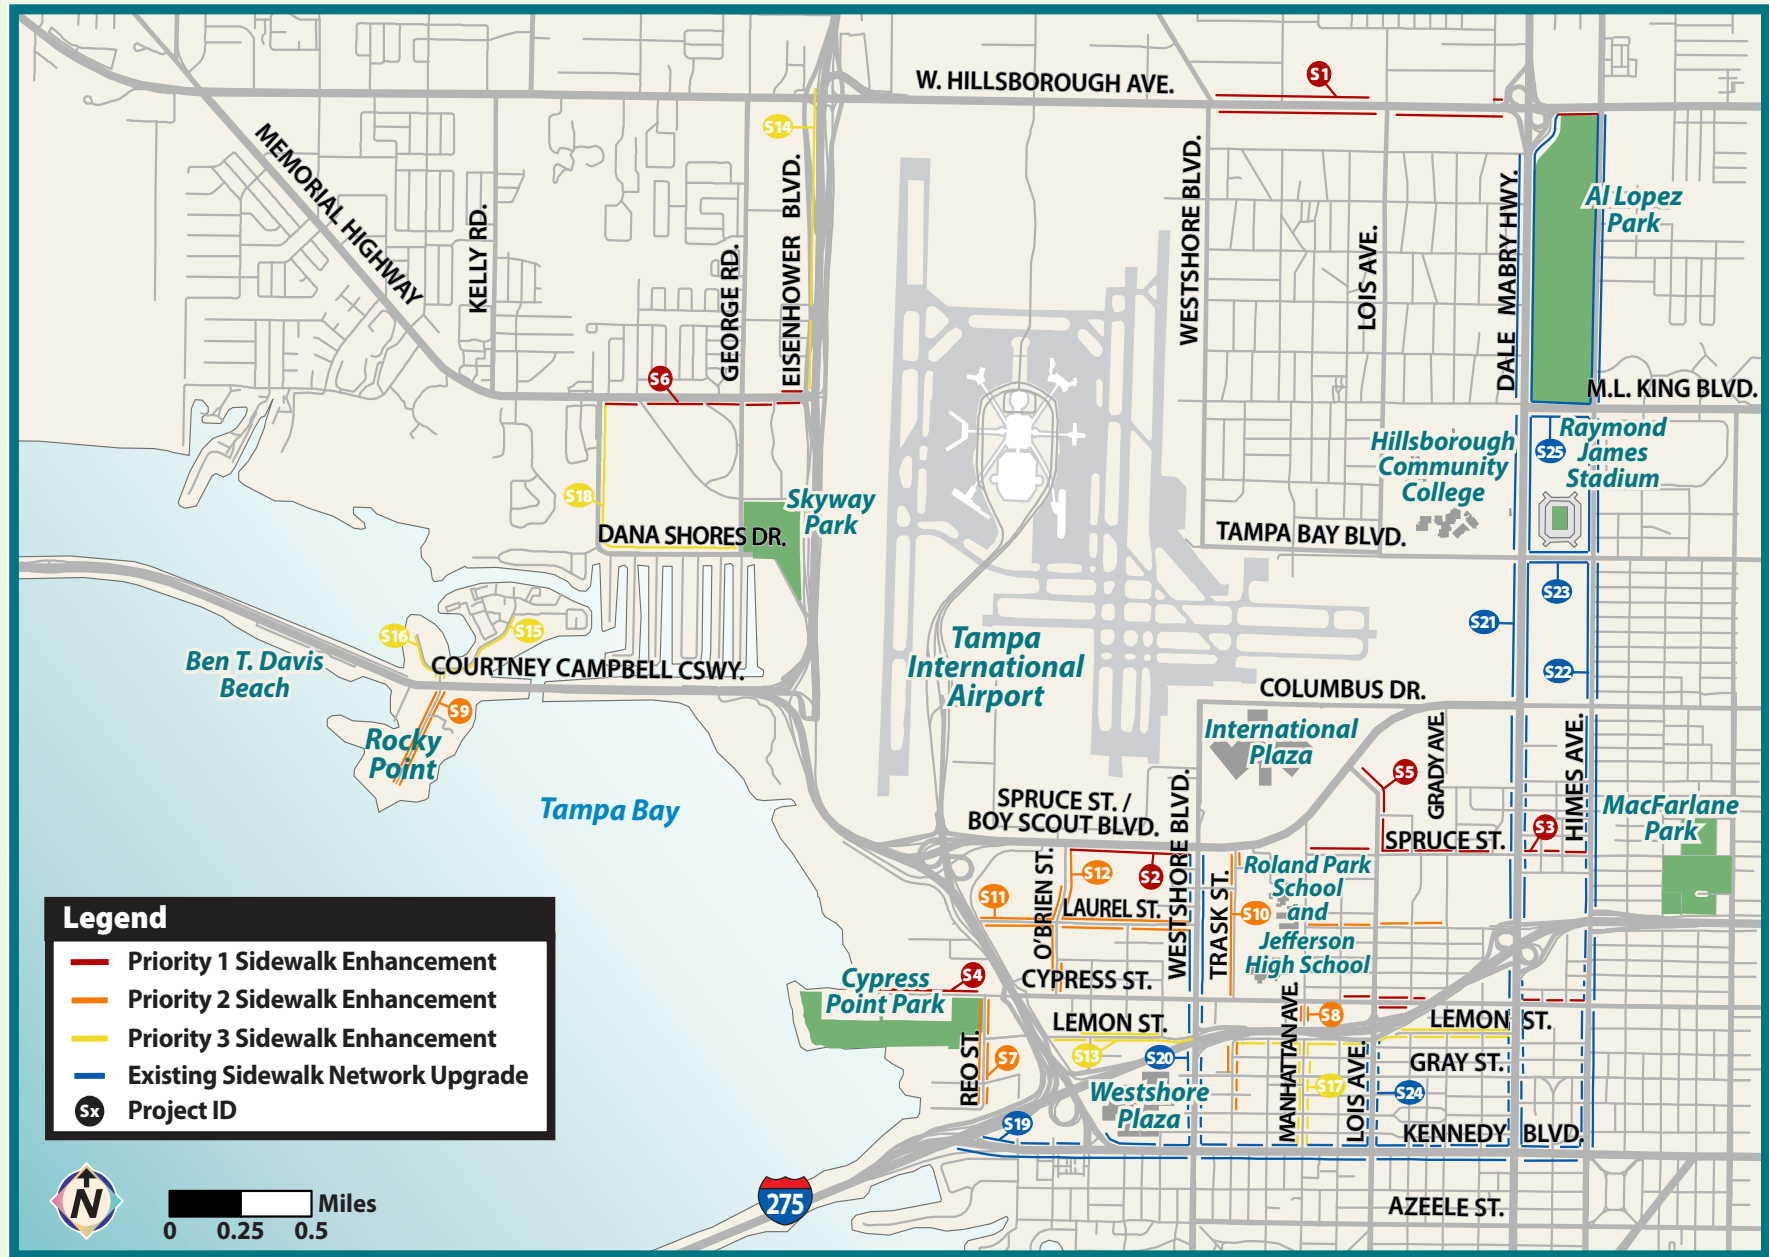 W. HILLSBOROUGH AVE.
S1
S14
MEMORIAL HIGHWAY
KELLY RD.
GEORGE RD.
EISENHOWER BLVD.
WESTSHORE BLVD.
LOIS AVE.
DALE MABRY HWY.
Al Lopez
Park
S6
M.L. KING BLVD.
Hillsborough
Community
College
S25
Raymond
James
Stadium
S18
Skyway
Park
DANA SHORES DR.
TAMPA BAY BLVD.
S23
S21
S16
S15
Ben T. Davis
Beach
COURTNEY CAMPBELL CSWY.
Tampa
International
Airport
S22
COLUMBUS DR.
S9
Rocky
Point
International
Plaza
GRADY AVE.
HIMES AVE.
S5
Tampa Bay
SPRUCE ST. /
BOY SCOUT BLVD.
WESTSHORE BLVD.
MacFarlane
Park
SPRUCE ST.
S3
O'BRIEN ST.
S12
S2
S11
LAUREL ST.
TRASK ST.
S10
Roland Park
School
and
Jefferson
High School
Cypress
Point Park
S4
CYPRESS ST.
MANHATTAN AVE.
S8
LEMON ST.
LEMON ST.
REO ST.
S7
S13
S20
LOIS AVE.
GRAY ST.
S17
S24
Westshore
Plaza
S19
KENNEDY BLVD.
AZEELE ST.
275
Legend
Priority 1 Sidewalk Enhancement
Priority 2 Sidewalk Enhancement
Priority 3 Sidewalk Enhancement
Existing Sidewalk Network Upgrade
Sx Project ID
N
Miles
0 0.25 0.5